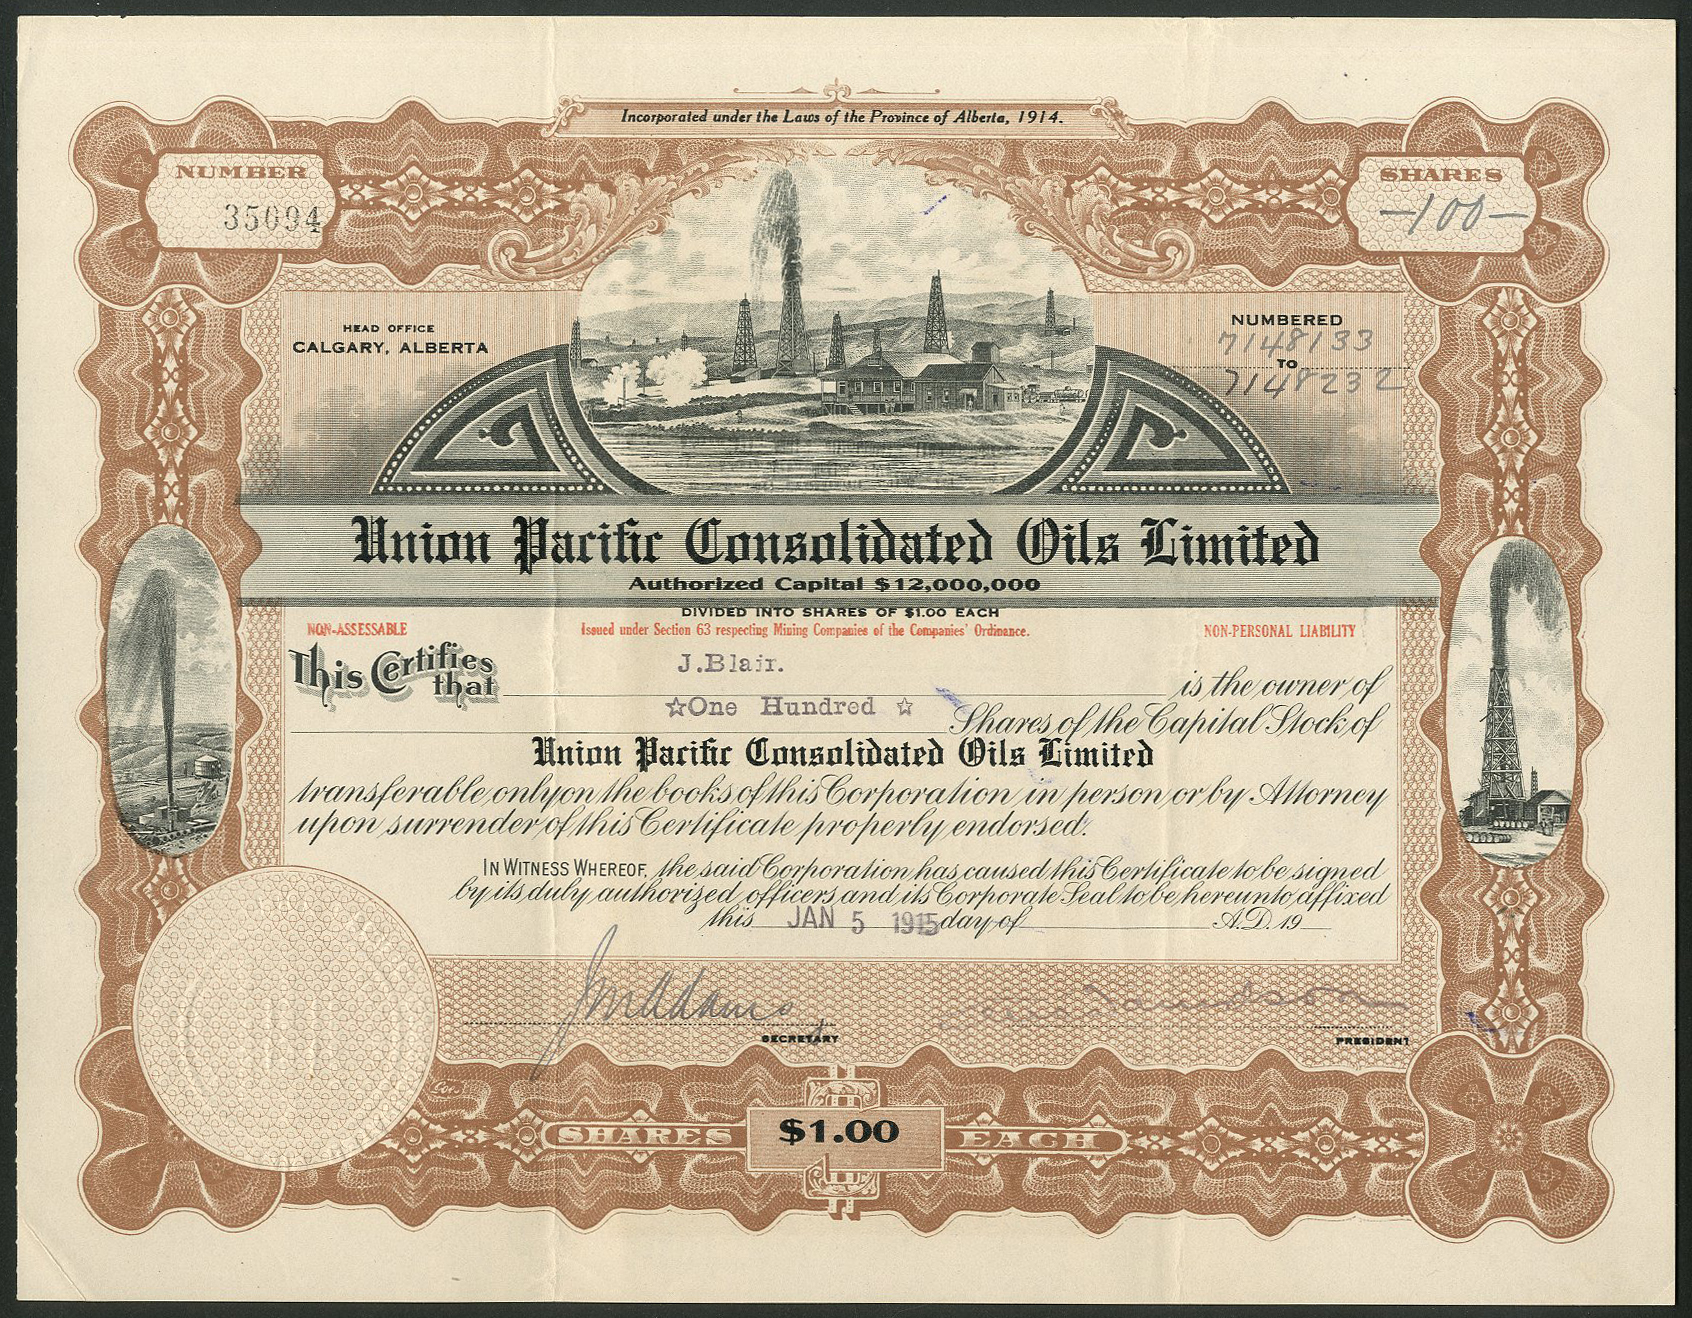 Incorporated under the Laws of the Province of Alberta, 1914.
NUMBER
35094
SHARES
—100—
HEAD OFFICE
CALGARY, ALBERTA
NUMBERED
7148133
TO
7148232
Union Pacific Consolidated Oils Limited
Authorized Capital $12,000,000
DIVIDED INTO SHARES OF $1.00 EACH
NON-ASSESSABLE
Issued under Section 63 respecting Mining Companies of the Companies' Ordinance.
NON-PERSONAL LIABILITY
This Certifies that J.Blair. is the owner of
☆One Hundred ☆ Shares of the Capital Stock of
Union Pacific Consolidated Oils Limited
transferable only on the books of this Corporation in person or by Attorney
upon surrender of this Certificate properly endorsed.
IN WITNESS WHEREOF, the said Corporation has caused this Certificate to be signed
by its duly authorized officers and its Corporate Seal to be hereunto affixed
this JAN 5 1915 day of A.D. 19
SECRETARY
PRESIDENT
SHARES $1.00 EACH